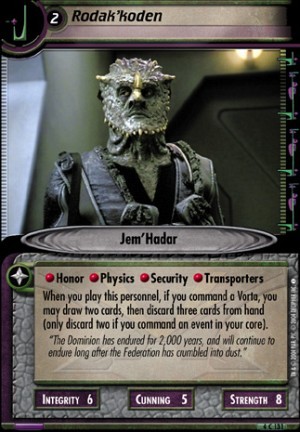 2 Rodak'koden
Jem'Hadar
Honor Physics Security Transporters
When you play this personnel, if you command a Vorta, you
may draw two cards, then discard three cards from hand
(only discard two if you command an event in your core).
"The Dominion has endured for 2,000 years, and will continue to
endure long after the Federation has crumbled into dust."
INTEGRITY 6 CUNNING 5 STRENGTH 8